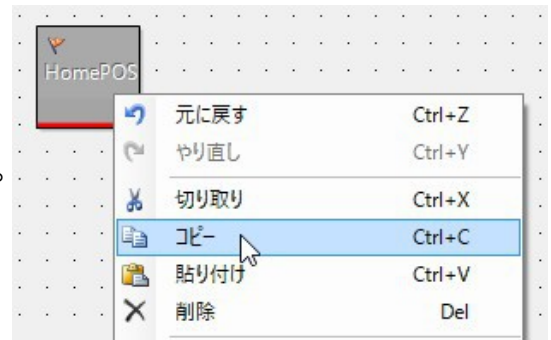 HomePOS
元に戻す Ctrl+Z
やり直し Ctrl+Y
切り取り Ctrl+X
コピー Ctrl+C
貼り付け Ctrl+V
削除 Del